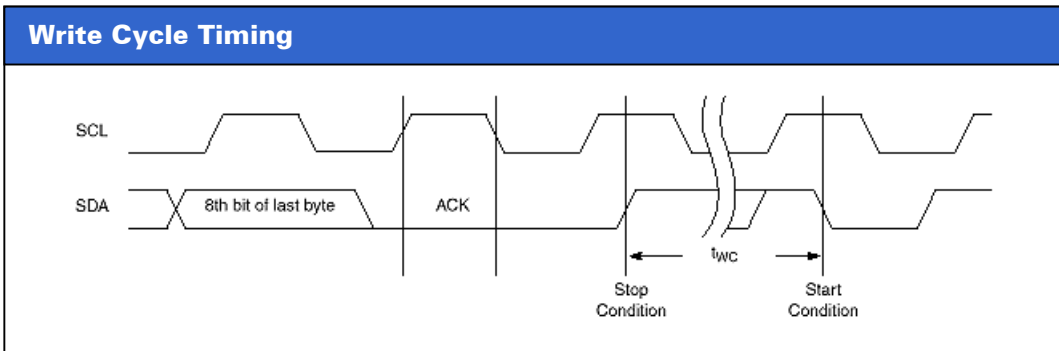 Write Cycle Timing
SCL
SDA
8th bit of last byte
ACK
tWC
Stop
Condition
Start
Condition